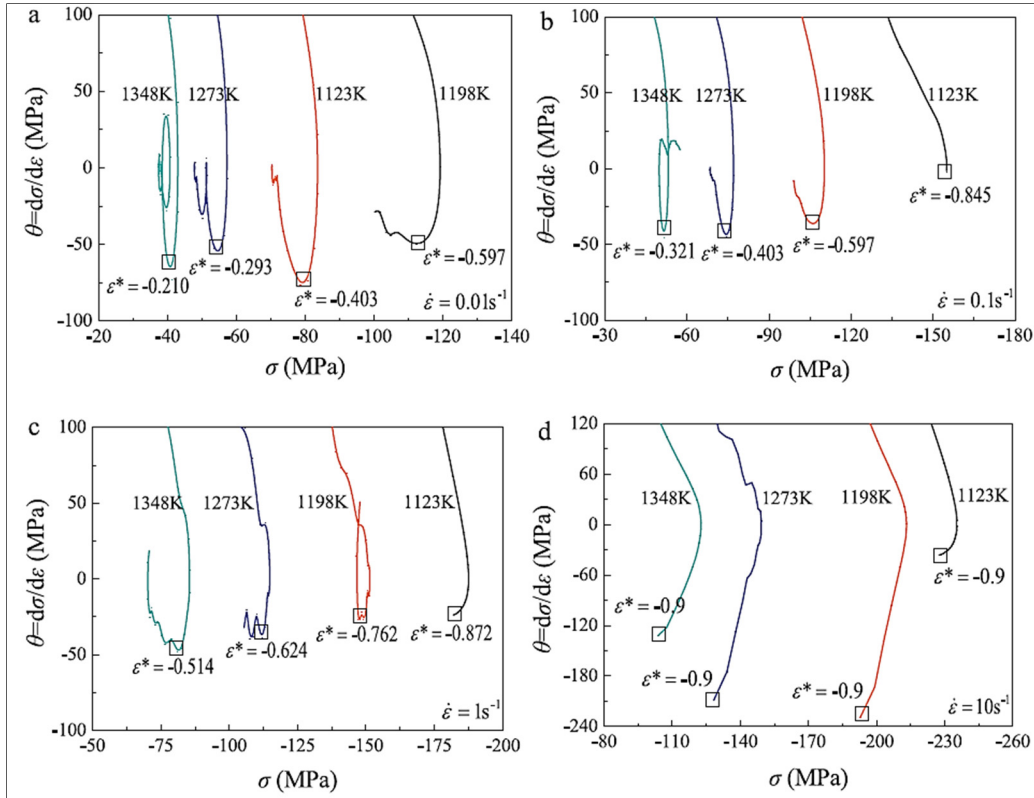 a
100
50
0
-50
-100
θ=dσ/dε (MPa)
1348K 1273K 1123K 1198K
ε* = -0.210
ε* = -0.293
ε* = -0.403
ε* = -0.597
ε̇ = 0.01s⁻¹
-20 -40 -60 -80 -100 -120 -140
σ (MPa)
b
100
50
0
-50
-100
θ=dσ/dε (MPa)
1348K 1273K 1198K 1123K
ε* = -0.321
ε* = -0.403
ε* = -0.597
ε* = -0.845
ε̇ = 0.1s⁻¹
-30 -60 -90 -120 -150 -180
σ (MPa)
c
100
50
0
-50
-100
θ=dσ/dε (MPa)
1348K 1273K 1198K 1123K
ε* = -0.514
ε* = -0.624
ε* = -0.762
ε* = -0.872
ε̇ = 1s⁻¹
-50 -75 -100 -125 -150 -175 -200
σ (MPa)
d
120
60
0
-60
-120
-180
-240
θ=dσ/dε (MPa)
1348K 1273K 1198K 1123K
ε* = -0.9
ε* = -0.9
ε* = -0.9
ε* = -0.9
ε̇ = 10s⁻¹
-80 -110 -140 -170 -200 -230 -260
σ (MPa)